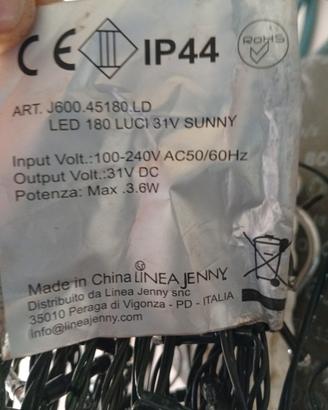 CE III IP44 RoHS
ART. J600.45180.LD
LED 180 LUCI 31V SUNNY
Input Volt.:100-240V AC50/60Hz
Output Volt.:31V DC
Potenza: Max .3.6W
Made in China LINEA JENNY
Distribuito da Linea Jenny snc
35010 Peraga di Vigonza - PD - ITALIA
info@lineajenny.com